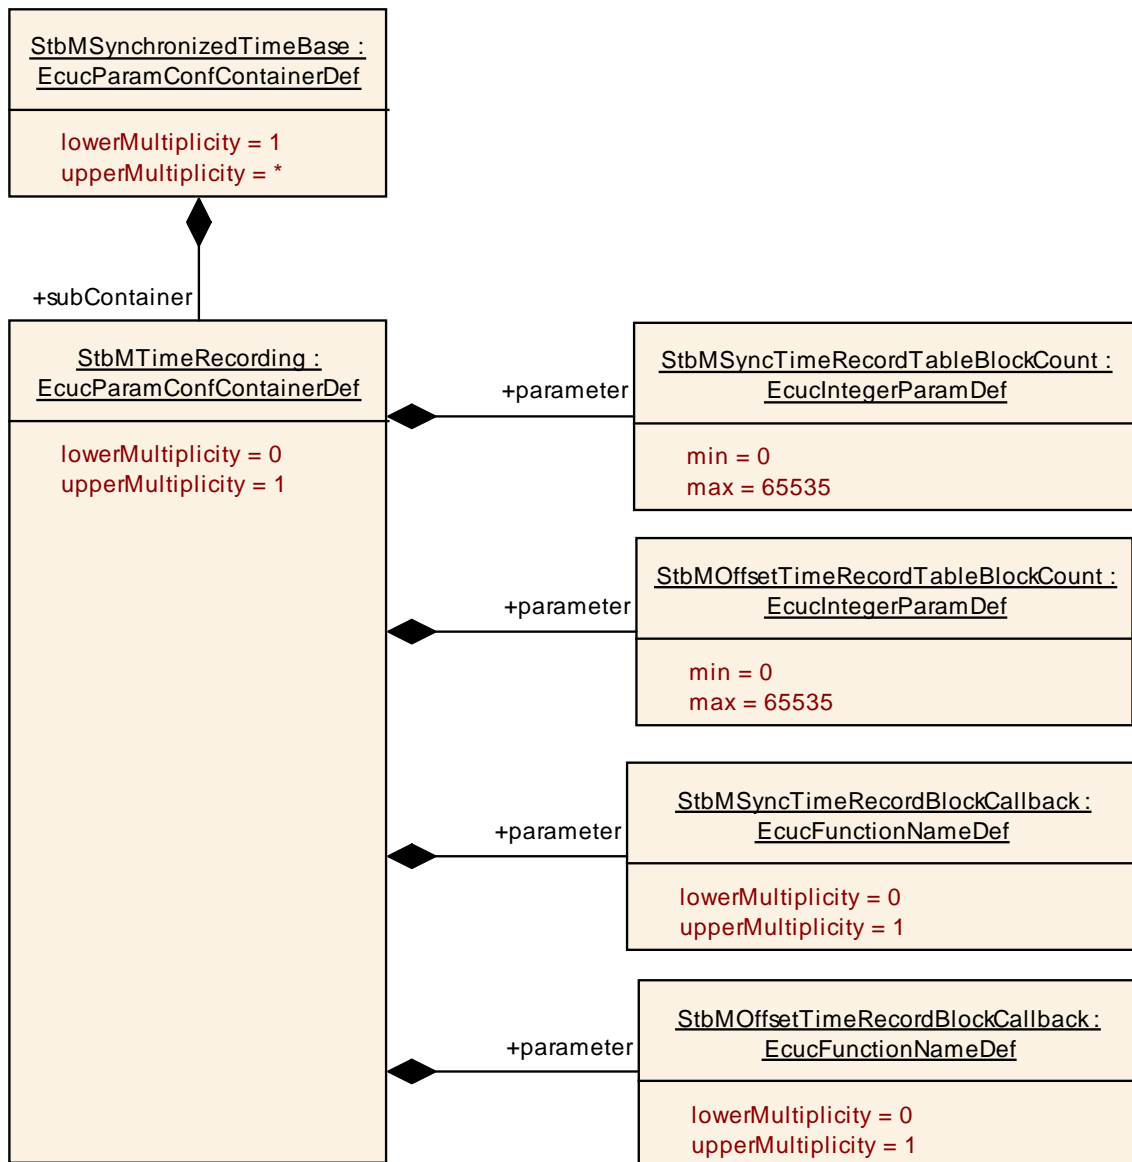 StbMSynchronizedTimeBase :
EcucParamConfContainerDef
lowerMultiplicity = 1
upperMultiplicity = *
+subContainer
StbMTimeRecording :
EcucParamConfContainerDef
lowerMultiplicity = 0
upperMultiplicity = 1
+parameter
StbMSyncTimeRecordTableBlockCount :
EcucIntegerParamDef
min = 0
max = 65535
+parameter
StbMOffsetTimeRecordTableBlockCount :
EcucIntegerParamDef
min = 0
max = 65535
+parameter
StbMSyncTimeRecordBlockCallback :
EcucFunctionNameDef
lowerMultiplicity = 0
upperMultiplicity = 1
+parameter
StbMOffsetTimeRecordBlockCallback :
EcucFunctionNameDef
lowerMultiplicity = 0
upperMultiplicity = 1